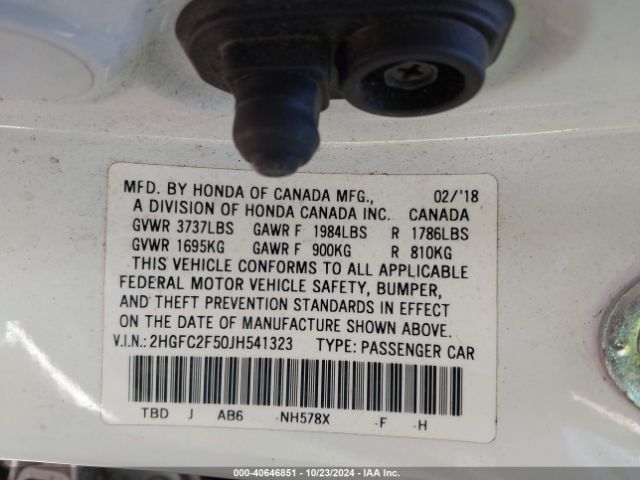 MFD. BY HONDA OF CANADA MFG., 02/'18
A DIVISION OF HONDA CANADA INC. CANADA
GVWR 3737LBS GAWR F 1984LBS R 1786LBS
GVWR 1695KG GAWR F 900KG R 810KG
THIS VEHICLE CONFORMS TO ALL APPLICABLE
FEDERAL MOTOR VEHICLE SAFETY, BUMPER,
AND THEFT PREVENTION STANDARDS IN EFFECT
ON THE DATE OF MANUFACTURE SHOWN ABOVE.
V.I.N.: 2HGFC2F50JH541323 TYPE: PASSENGER CAR
TBD J AB6 -NH578X -F -H
000-40646851 | 10/23/2024 | IAA Inc.